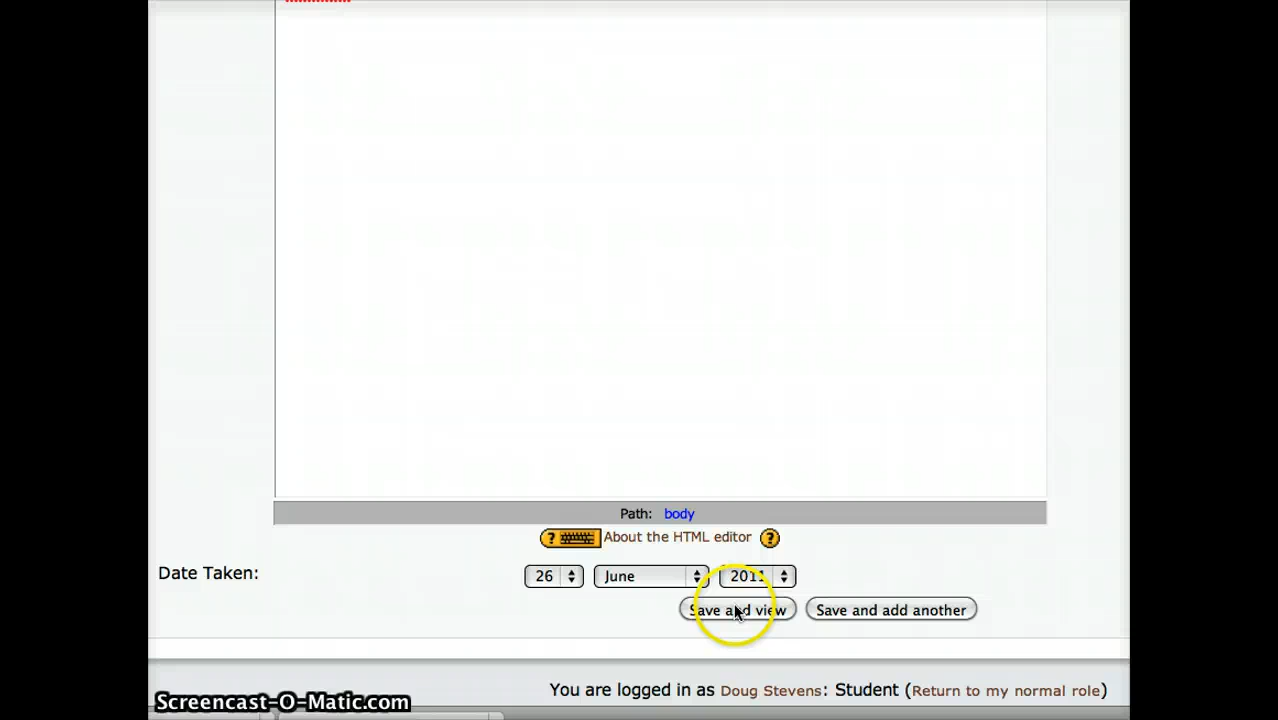 Path: body
? About the HTML editor ?
Date Taken: 26 June 2011
Save and view Save and add another
You are logged in as Doug Stevens: Student (Return to my normal role)
Screencast-O-Matic.com